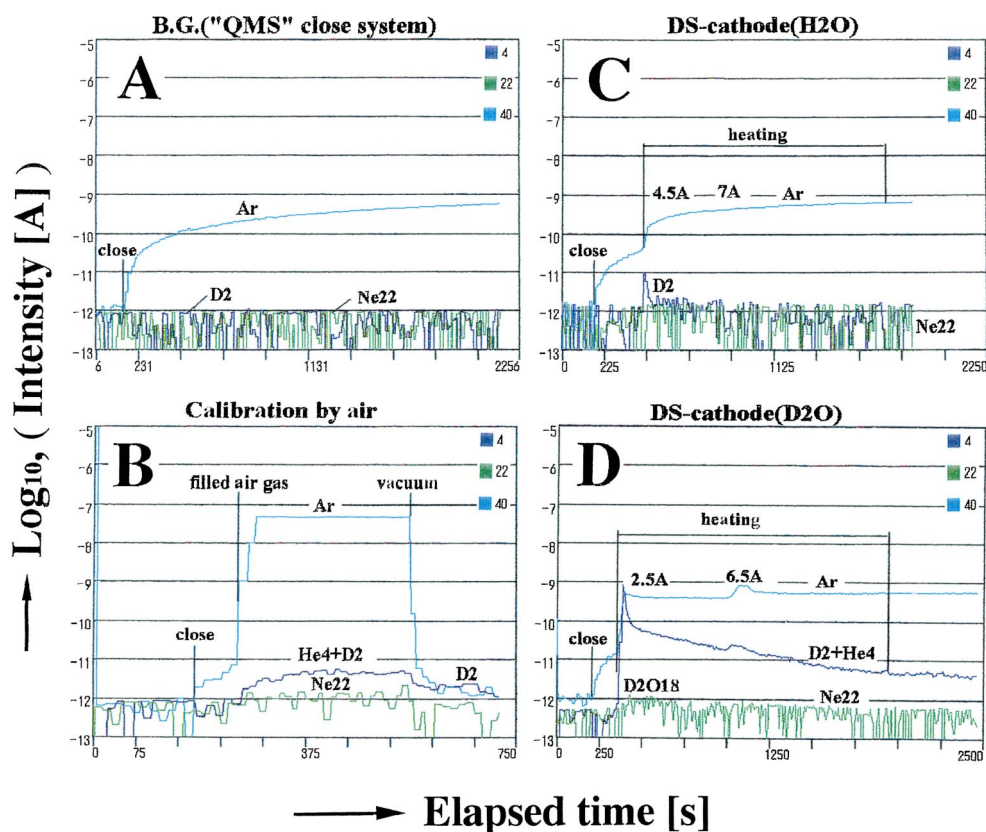 B.G.("QMS" close system)
A
-5
-6
-7
-8
-9
-10
-11
-12
-13
4
22
40
Ar
close
D2
Ne22
6 231 1131 2256
DS-cathode(H2O)
C
-5
-6
-7
-8
-9
-10
-11
-12
-13
4
22
40
heating
4.5A 7A Ar
close
D2
Ne22
0 225 1125 2250
Calibration by air
B
-5
-6
-7
-8
-9
-10
-11
-12
-13
4
22
40
filled air gas
vacuum
Ar
close
He4+D2
Ne22
D2
0 75 375 750
DS-cathode(D2O)
D
-5
-6
-7
-8
-9
-10
-11
-12
-13
4
22
40
heating
2.5A 6.5A Ar
close
D2+He4
D2O18
Ne22
0 250 1250 2500
Log10, ( Intensity [A] )
Elapsed time [s]